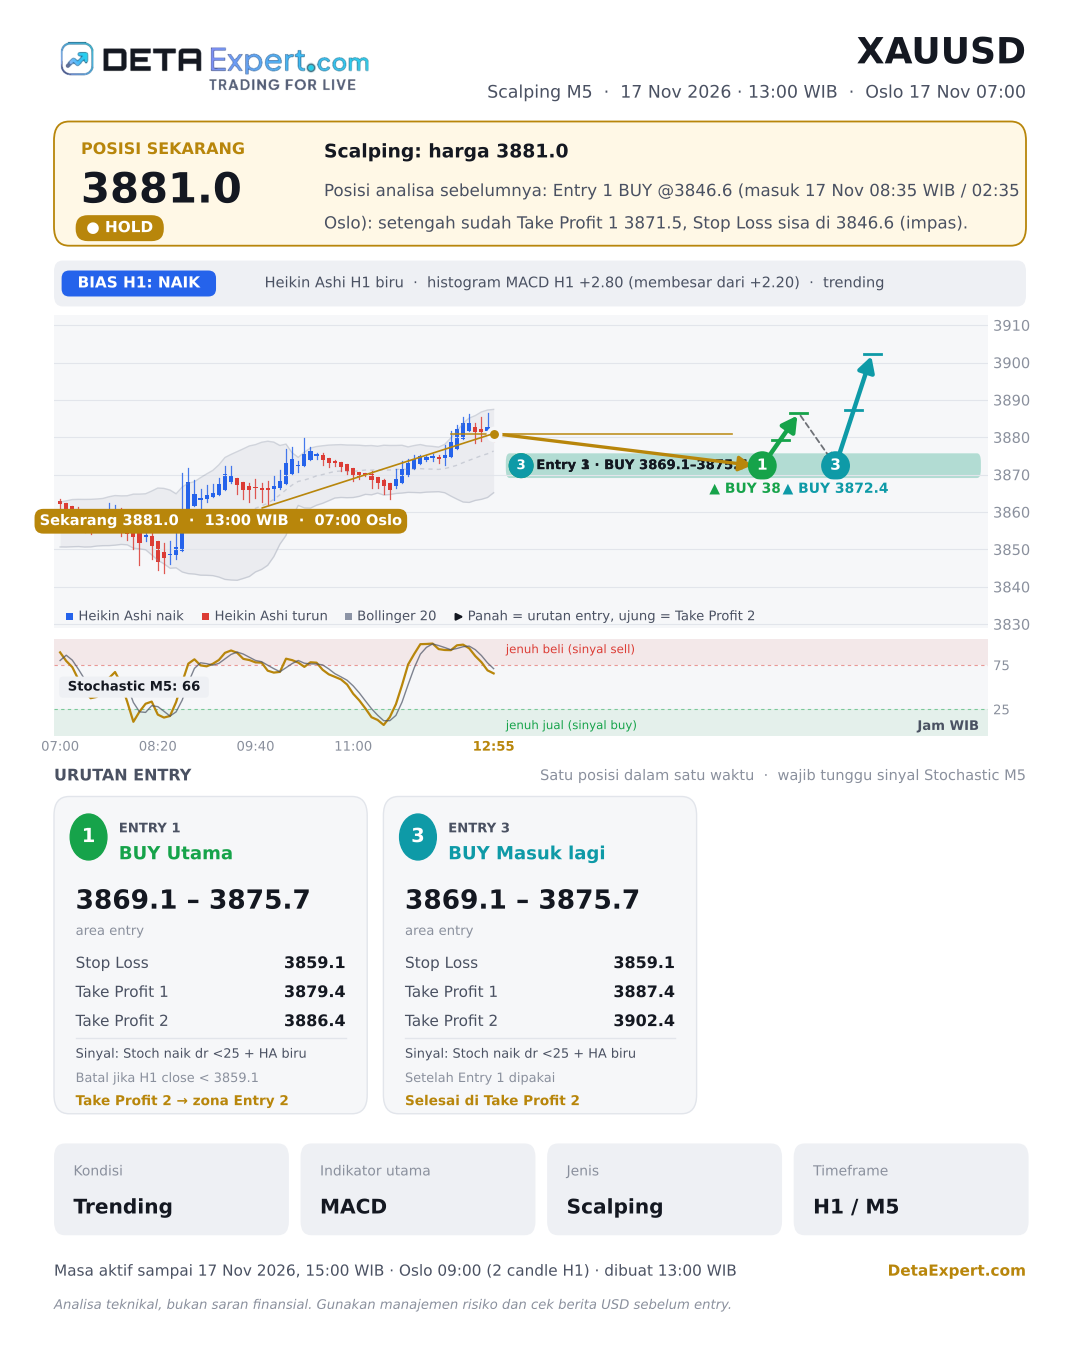 DETA Expert.com
TRADING FOR LIVE
XAUUSD
Scalping M5 · 17 Nov 2026 · 13:00 WIB · Oslo 17 Nov 07:00
POSISI SEKARANG
3881.0
HOLD
Scalping: harga 3881.0
Posisi analisa sebelumnya: Entry 1 BUY @3846.6 (masuk 17 Nov 08:35 WIB / 02:35
Oslo): setengah sudah Take Profit 1 3871.5, Stop Loss sisa di 3846.6 (impas).
BIAS H1: NAIK
Heikin Ashi H1 biru · histogram MACD H1 +2.80 (membesar dari +2.20) · trending
3910
3900
3890
3880
3870
3860
3850
3840
3830
3 Entry 3 · BUY 3869.1–3875.
1
3
▲ BUY 38
▲ BUY 3872.4
Sekarang 3881.0 · 13:00 WIB · 07:00 Oslo
Heikin Ashi naik
Heikin Ashi turun
Bollinger 20
Panah = urutan entry, ujung = Take Profit 2
jenuh beli (sinyal sell)
75
Stochastic M5: 66
25
jenuh jual (sinyal buy)
Jam WIB
07:00 08:20 09:40 11:00 12:55
URUTAN ENTRY
Satu posisi dalam satu waktu · wajib tunggu sinyal Stochastic M5
1
ENTRY 1
BUY Utama
3869.1 – 3875.7
area entry
Stop Loss 3859.1
Take Profit 1 3879.4
Take Profit 2 3886.4
Sinyal: Stoch naik dr <25 + HA biru
Batal jika H1 close < 3859.1
Take Profit 2 → zona Entry 2
3
ENTRY 3
BUY Masuk lagi
3869.1 – 3875.7
area entry
Stop Loss 3859.1
Take Profit 1 3887.4
Take Profit 2 3902.4
Sinyal: Stoch naik dr <25 + HA biru
Setelah Entry 1 dipakai
Selesai di Take Profit 2
Kondisi
Trending
Indikator utama
MACD
Jenis
Scalping
Timeframe
H1 / M5
Masa aktif sampai 17 Nov 2026, 15:00 WIB · Oslo 09:00 (2 candle H1) · dibuat 13:00 WIB
DetaExpert.com
Analisa teknikal, bukan saran finansial. Gunakan manajemen risiko dan cek berita USD sebelum entry.